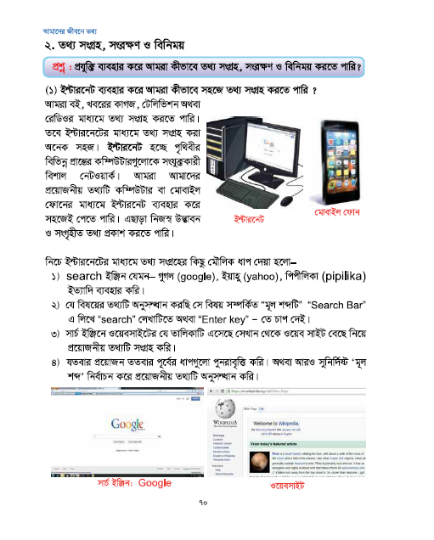 আমাদের জীবনে তথ্য
২. তথ্য সংগ্রহ, সংরক্ষণ ও বিনিময়
প্রশ্ন : প্রযুক্তি ব্যবহার করে আমরা কীভাবে তথ্য সংগ্রহ, সংরক্ষণ ও বিনিময় করতে পারি?
(১) ইন্টারনেট ব্যবহার করে আমরা কীভাবে সহজে তথ্য সংগ্রহ করতে পারি ?
আমরা বই, খবরের কাগজ, টেলিভিশন অথবা
রেডিওর মাধ্যমে তথ্য সংগ্রহ করতে পারি।
তবে ইন্টারনেটের মাধ্যমে তথ্য সংগ্রহ করা
অনেক সহজ। ইন্টারনেট হচ্ছে পৃথিবীর
বিভিন্ন প্রান্তের কম্পিউটারগুলোকে সংযুক্তকারী
বিশাল নেটওয়ার্ক। আমরা আমাদের
প্রয়োজনীয় তথ্যটি কম্পিউটার বা মোবাইল
ফোনের মাধ্যমে ইন্টারনেট ব্যবহার করে
সহজেই পেতে পারি। এছাড়া নিজস্ব উদ্ভাবন
ও সংগৃহীত তথ্য প্রকাশ করতে পারি।
ইন্টারনেট
মোবাইল ফোন
নিচে ইন্টারনেটের মাধ্যমে তথ্য সংগ্রহের কিছু মৌলিক ধাপ দেয়া হলো–
১) search ইঞ্জিন যেমন– গুগল (google), ইয়াহু (yahoo), পিপীলিকা (pipilika)
ইত্যাদি ব্যবহার করি।
২) যে বিষয়ের তথ্যটি অনুসন্ধান করছি সে বিষয় সম্পর্কিত “মূল শব্দটি” “Search Bar”
এ লিখে “search” লেখাটিতে অথবা “Enter key” – তে চাপ দেই।
৩) সার্চ ইঞ্জিনে ওয়েবসাইটের যে তালিকাটি এসেছে সেখান থেকে ওয়েব সাইট বেছে নিয়ে
প্রয়োজনীয় তথ্যটি সংগ্রহ করি।
৪) যতবার প্রয়োজন ততবার পূর্বের ধাপগুলো পুনরাবৃত্তি করি। অথবা আরও সুনির্দিষ্ট ‘মূল
শব্দ’ নির্বাচন করে প্রয়োজনীয় তথ্যটি অনুসন্ধান করি।
Google
WIKIPEDIA
Welcome to Wikipedia,
From today's featured article
সার্চ ইঞ্জিন: Google
ওয়েবসাইট
৭০